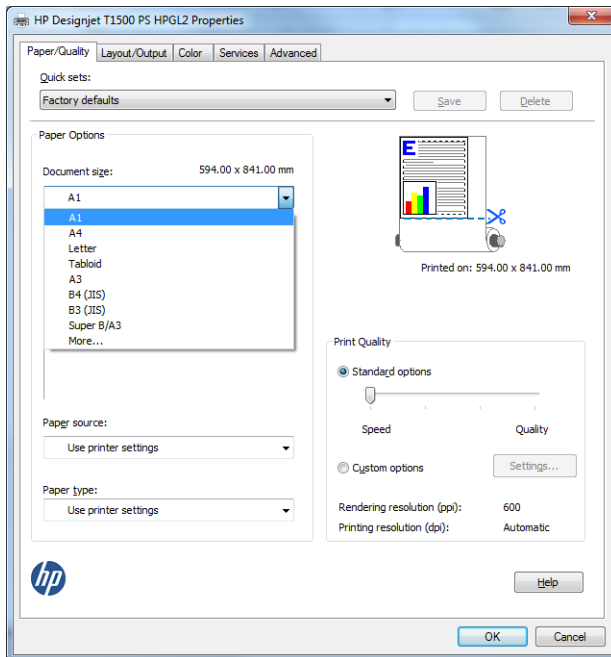 HP Designjet T1500 PS HPGL2 Properties
Paper/Quality Layout/Output Color Services Advanced
Quick sets:
Factory defaults
Save Delete
Paper Options
Document size: 594.00 x 841.00 mm
A1
A1
A4
Letter
Tabloid
A3
B4 (JIS)
B3 (JIS)
Super B/A3
More...
Paper source:
Use printer settings
Paper type:
Use printer settings
E
Printed on: 594.00 x 841.00 mm
Print Quality
Standard options
Speed Quality
Custom options Settings...
Rendering resolution (ppi): 600
Printing resolution (dpi): Automatic
hp
Help
OK Cancel